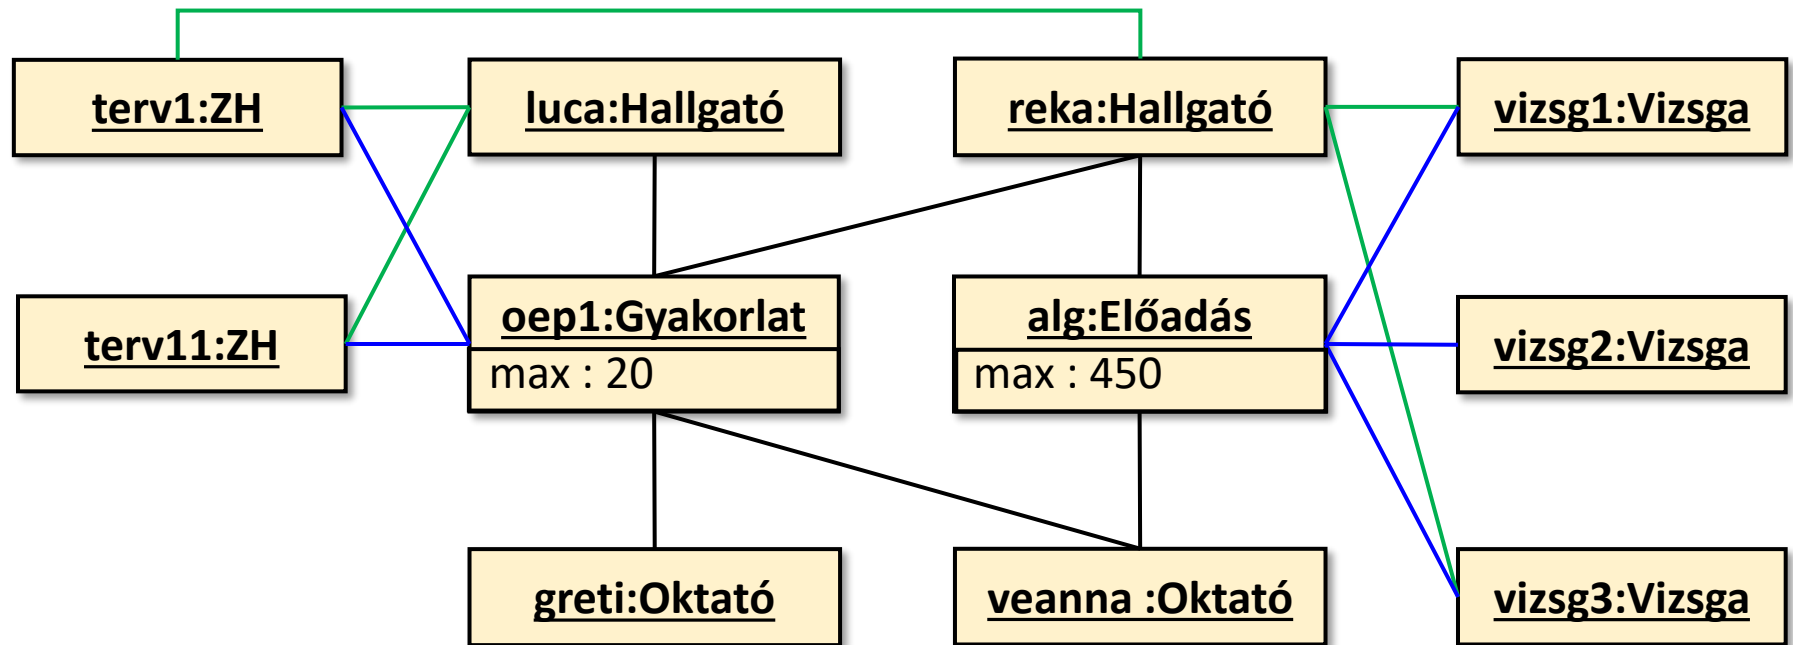 terv1:ZH
luca:Hallgató
reka:Hallgató
vizsg1:Vizsga
terv11:ZH
oep1:Gyakorlat
max : 20
alg:Előadás
max : 450
vizsg2:Vizsga
greti:Oktató
veanna :Oktató
vizsg3:Vizsga